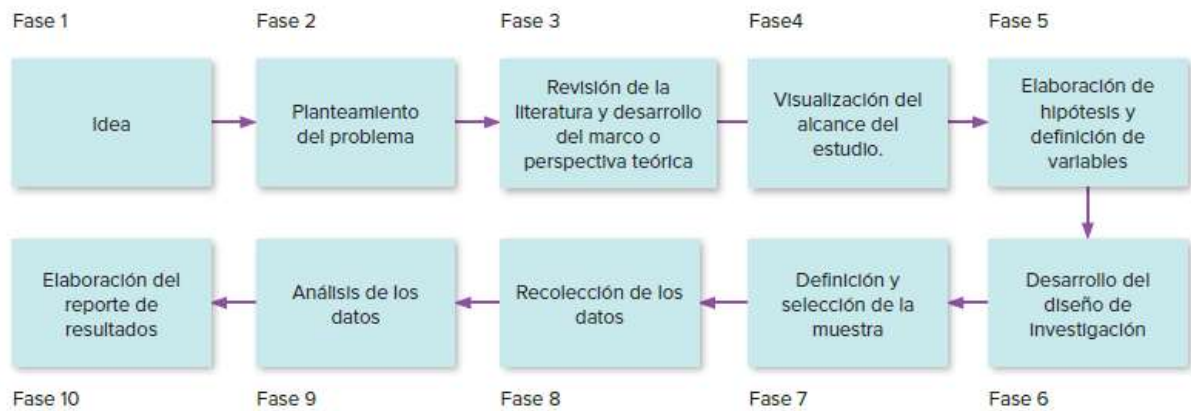 Fase 1
Fase 2
Fase 3
Fase4
Fase 5
Idea
Planteamiento
del problema
Revisión de la
literatura y desarrollo
del marco o
perspectiva teórica
Visualización del
alcance del
estudio.
Elaboración de
hipótesis y
definición de
variables
Elaboración del
reporte de
resultados
Análisis de los
datos
Recolección de los
datos
Definición y
selección de la
muestra
Desarrollo del
diseño de
Investigación
Fase 10
Fase 9
Fase 8
Fase 7
Fase 6